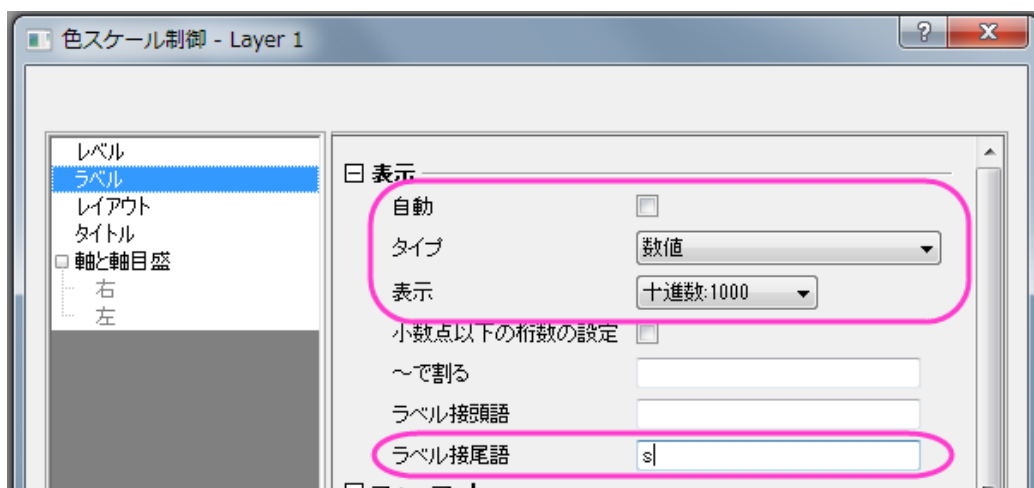 色スケール制御 - Layer 1
レベル
ラベル
レイアウト
タイトル
軸と軸目盛
右
左
表示
自動
タイプ 数値
表示 十進数:1000
小数点以下の桁数の設定
～で割る
ラベル接頭語
ラベル接尾語 s